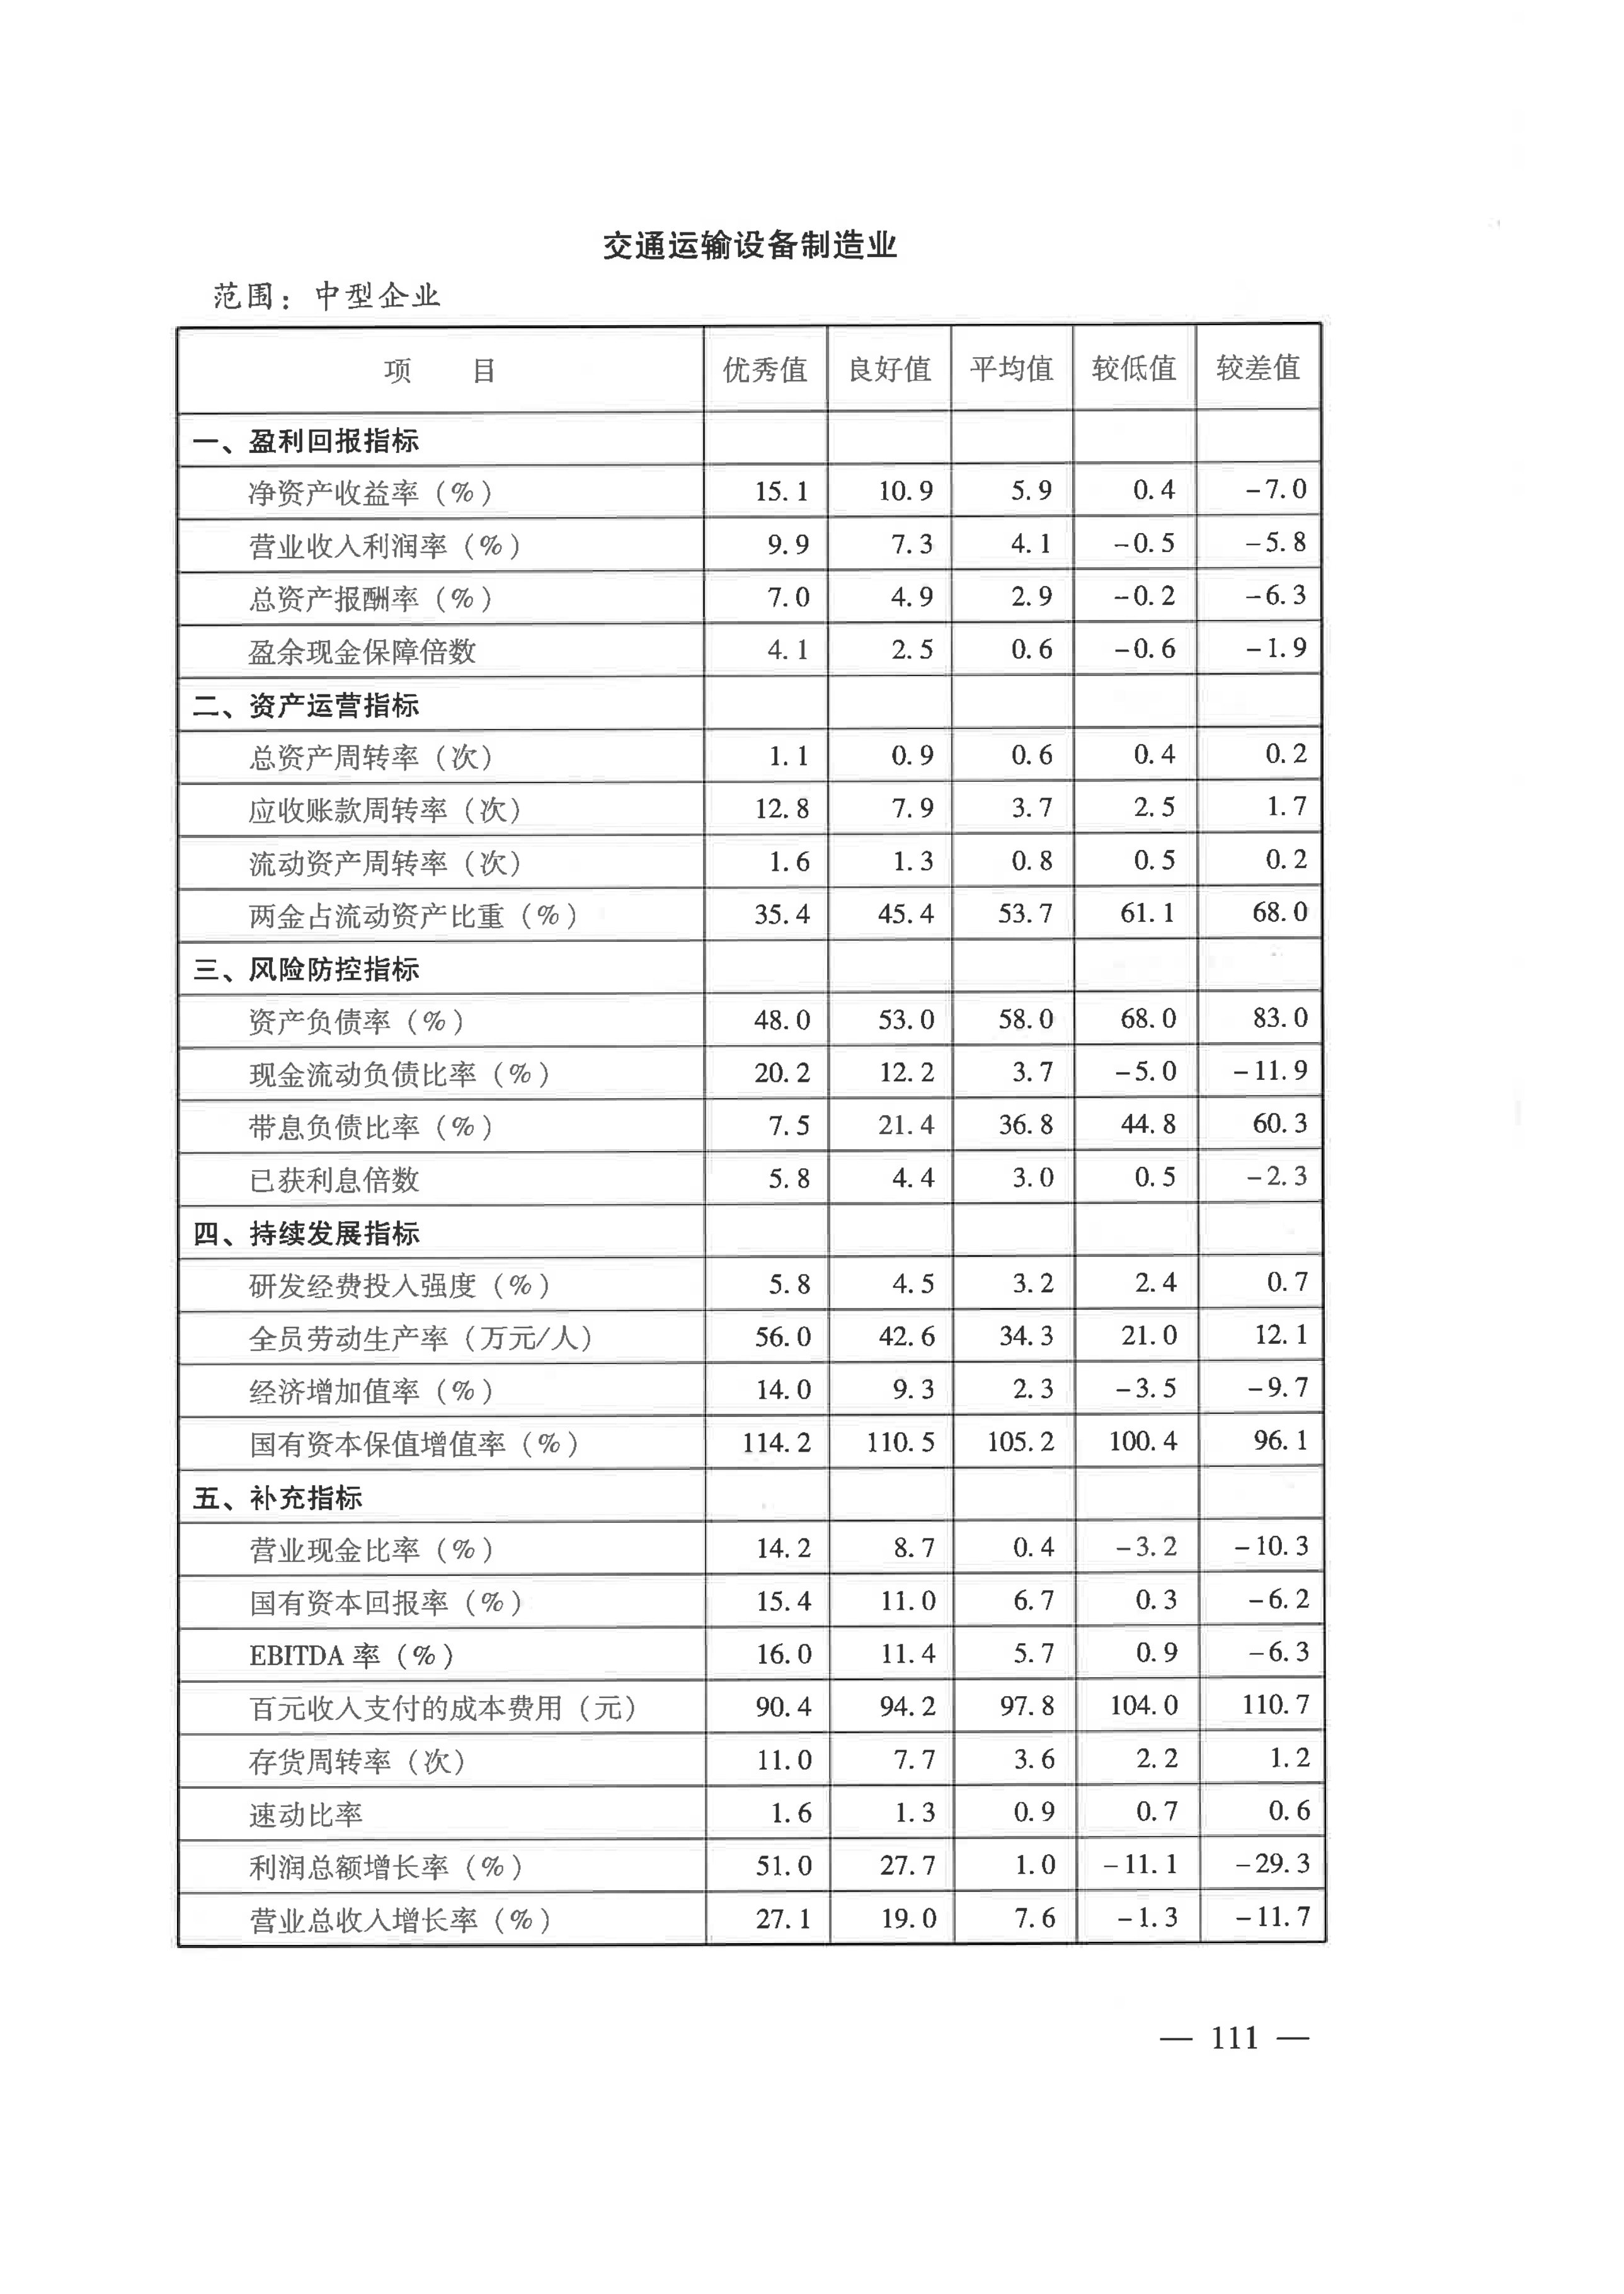 交通运输设备制造业
范围：中型企业
项 目 优秀值 良好值 平均值 较低值 较差值
一、盈利回报指标
净资产收益率（%） 15.1 10.9 5.9 0.4 -7.0
营业收入利润率（%） 9.9 7.3 4.1 -0.5 -5.8
总资产报酬率（%） 7.0 4.9 2.9 -0.2 -6.3
盈余现金保障倍数 4.1 2.5 0.6 -0.6 -1.9
二、资产运营指标
总资产周转率（次） 1.1 0.9 0.6 0.4 0.2
应收账款周转率（次） 12.8 7.9 3.7 2.5 1.7
流动资产周转率（次） 1.6 1.3 0.8 0.5 0.2
两金占流动资产比重（%） 35.4 45.4 53.7 61.1 68.0
三、风险防控指标
资产负债率（%） 48.0 53.0 58.0 68.0 83.0
现金流动负债比率（%） 20.2 12.2 3.7 -5.0 -11.9
带息负债比率（%） 7.5 21.4 36.8 44.8 60.3
已获利息倍数 5.8 4.4 3.0 0.5 -2.3
四、持续发展指标
研发经费投入强度（%） 5.8 4.5 3.2 2.4 0.7
全员劳动生产率（万元/人） 56.0 42.6 34.3 21.0 12.1
经济增加值率（%） 14.0 9.3 2.3 -3.5 -9.7
国有资本保值增值率（%） 114.2 110.5 105.2 100.4 96.1
五、补充指标
营业现金比率（%） 14.2 8.7 0.4 -3.2 -10.3
国有资本回报率（%） 15.4 11.0 6.7 0.3 -6.2
EBITDA 率（%） 16.0 11.4 5.7 0.9 -6.3
百元收入支付的成本费用（元） 90.4 94.2 97.8 104.0 110.7
存货周转率（次） 11.0 7.7 3.6 2.2 1.2
速动比率 1.6 1.3 0.9 0.7 0.6
利润总额增长率（%） 51.0 27.7 1.0 -11.1 -29.3
营业总收入增长率（%） 27.1 19.0 7.6 -1.3 -11.7
— 111 —